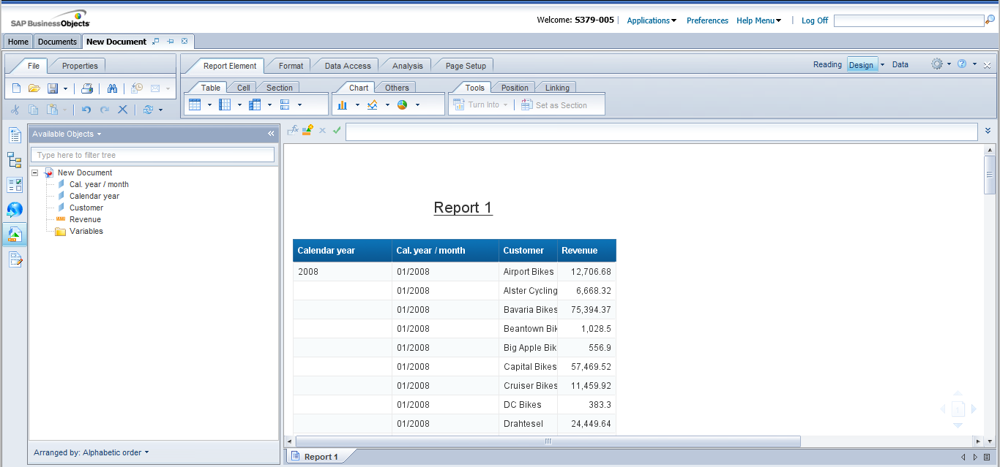 SAP BusinessObjects
Welcome: S379-005 | Applications Preferences Help Menu | Log Off
Home Documents New Document
File Properties
Report Element Format Data Access Analysis Page Setup
Reading Design Data
Table Cell Section
Chart Others
Tools Position Linking
Turn Into Set as Section
Available Objects
Type here to filter tree
New Document
Cal. year / month
Calendar year
Customer
Revenue
Variables
Arranged by: Alphabetic order
Report 1
Calendar year Cal. year / month Customer Revenue
2008 01/2008 Airport Bikes 12,706.68
01/2008 Alster Cycling 6,668.32
01/2008 Bavaria Bikes 75,394.37
01/2008 Beantown Bik 1,028.5
01/2008 Big Apple Bik 556.9
01/2008 Capital Bikes 57,469.52
01/2008 Cruiser Bikes 11,459.92
01/2008 DC Bikes 383.3
01/2008 Drahtesel 24,449.64
Report 1